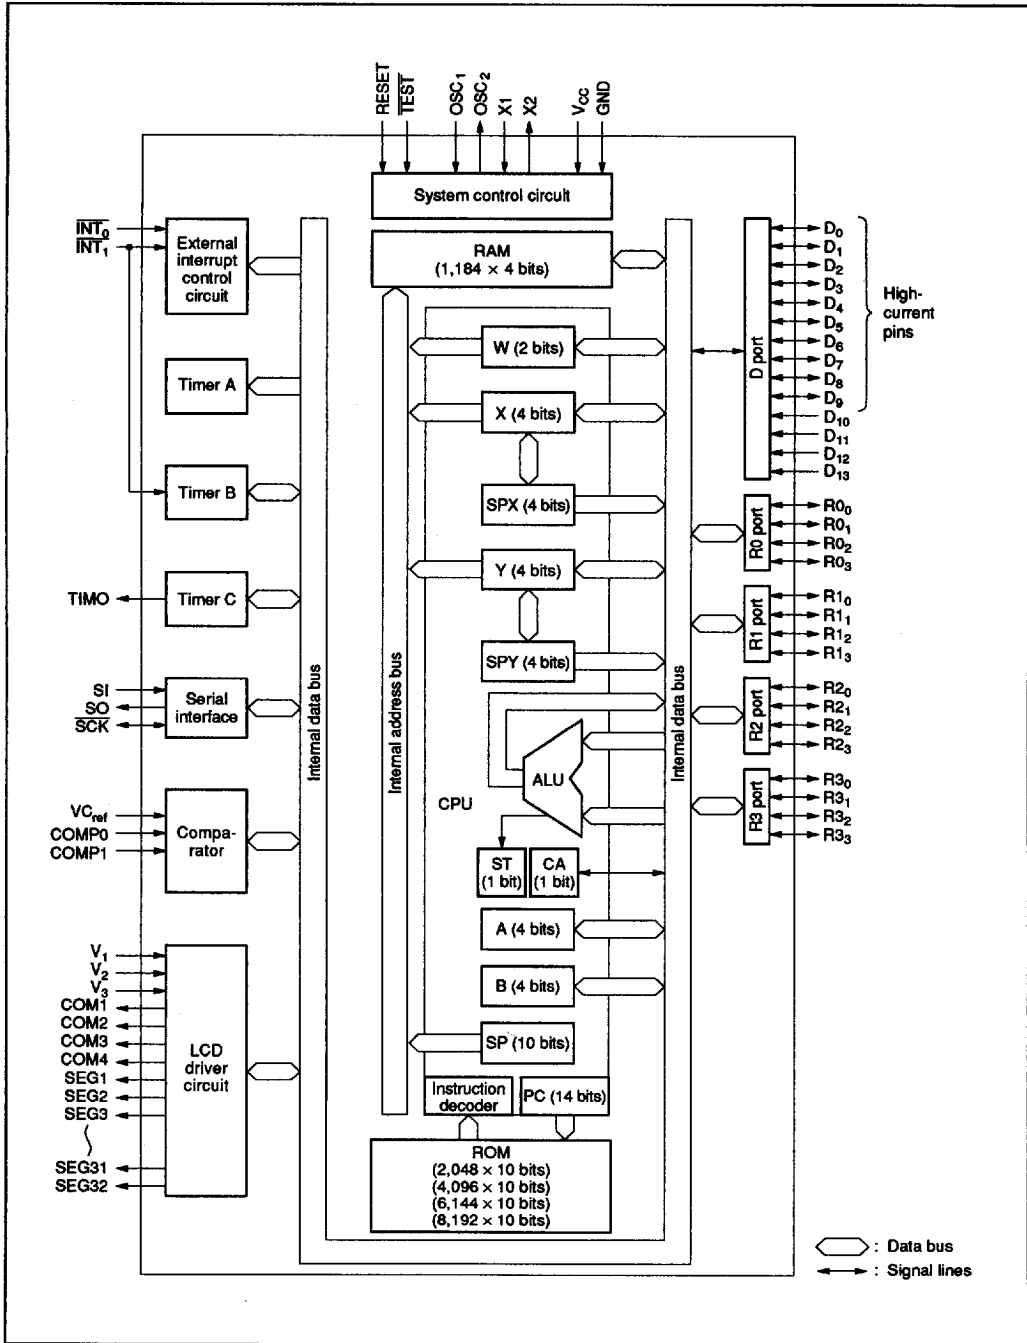 RESET
TEST
OSC1
OSC2
X1
X2
VCC
GND
System control circuit
INT0
INT1
External
interrupt
control
circuit
Timer A
Timer B
TIMO
Timer C
SI
SO
SCK
Serial
interface
VCref
COMP0
COMP1
Compa-
rator
V1
V2
V3
COM1
COM2
COM3
COM4
SEG1
SEG2
SEG3
SEG31
SEG32
LCD
driver
circuit
Internal data bus
Internal address bus
RAM
(1,184 × 4 bits)
W (2 bits)
X (4 bits)
SPX (4 bits)
Y (4 bits)
SPY (4 bits)
ALU
CPU
ST
(1 bit)
CA
(1 bit)
A (4 bits)
B (4 bits)
SP (10 bits)
Instruction
decoder
PC (14 bits)
ROM
(2,048 × 10 bits)
(4,096 × 10 bits)
(6,144 × 10 bits)
(8,192 × 10 bits)
Internal data bus
D port
D0
D1
D2
D3
D4
D5
D6
D7
D8
D9
D10
D11
D12
D13
High-
current
pins
R0 port
R00
R01
R02
R03
R1 port
R10
R11
R12
R13
R2 port
R20
R21
R22
R23
R3 port
R30
R31
R32
R33
: Data bus
: Signal lines